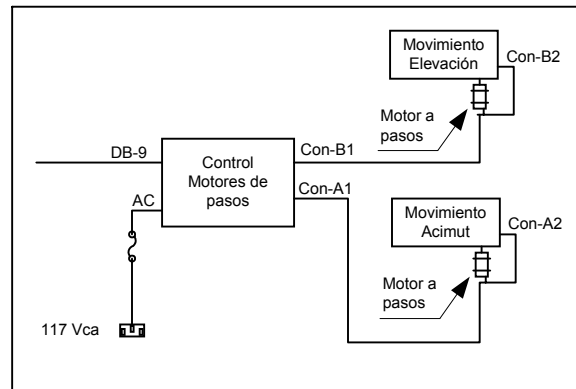 Movimiento
Elevación
Con-B2
Motor a
pasos
DB-9
Control
Motores de
pasos
Con-B1
Con-A1
AC
Movimiento
Acimut
Con-A2
Motor a
pasos
117 Vca